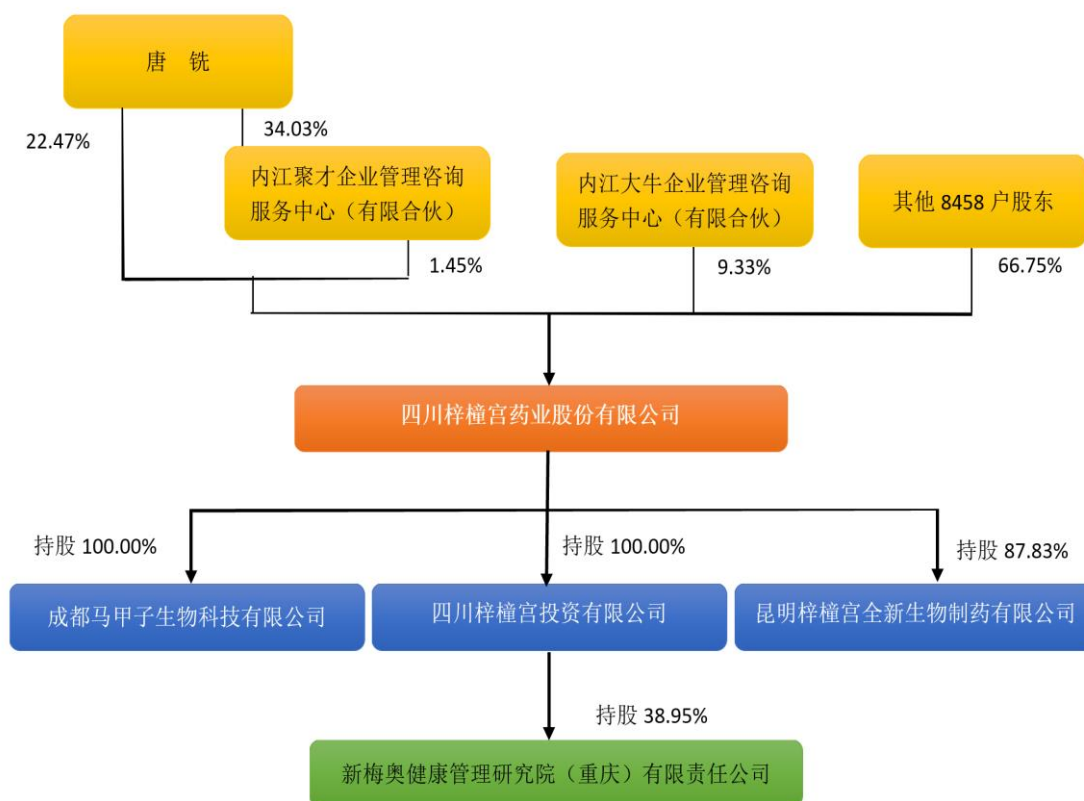 唐 铣
22.47%
34.03%
内江聚才企业管理咨询
服务中心（有限合伙）
内江大牛企业管理咨询
服务中心（有限合伙）
其他 8458 户股东
1.45%
9.33%
66.75%
四川梓橦宫药业股份有限公司
持股 100.00%
持股 100.00%
持股 87.83%
成都马甲子生物科技有限公司
四川梓橦宫投资有限公司
昆明梓橦宫全新生物制药有限公司
持股 38.95%
新梅奥健康管理研究院（重庆）有限责任公司